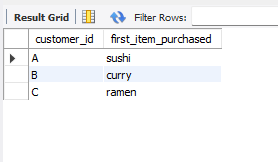 Result Grid Filter Rows:
customer_id first_item_purchased
A sushi
B curry
C ramen